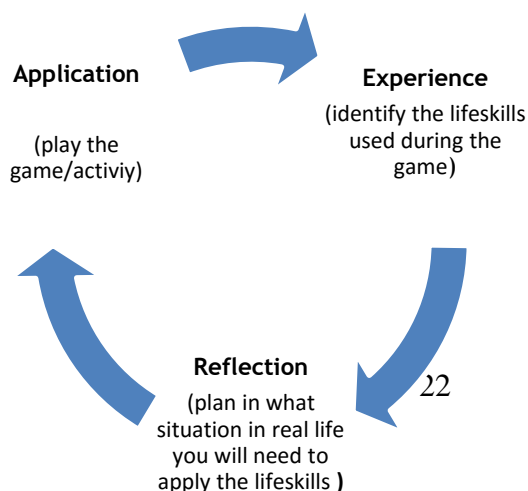 Application
(play the
game/activiy)
Experience
(identify the lifeskills
used during the
game)
22
Reflection
(plan in what
situation in real life
you will need to
apply the lifeskills )